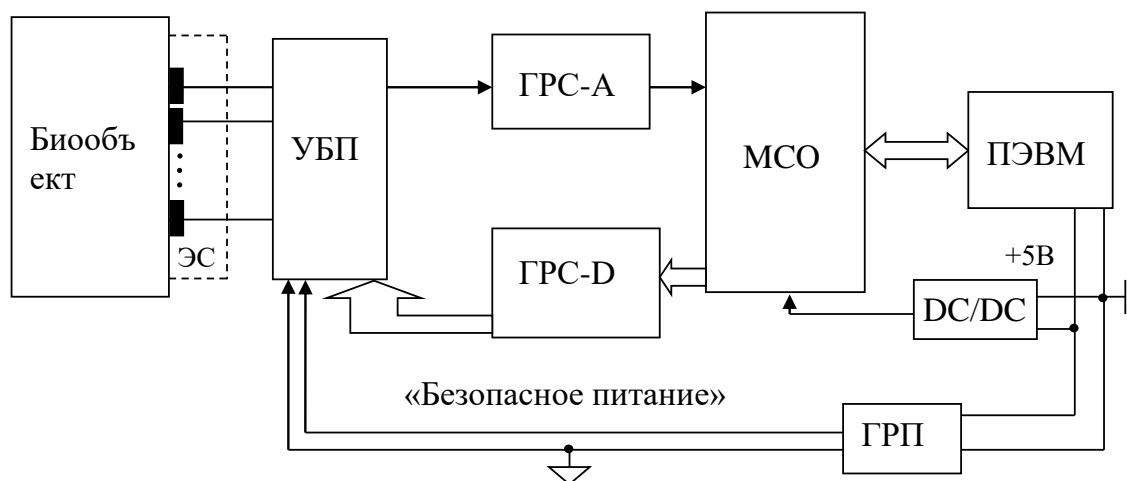 Биообъ
ект
ЭС
УБП
ГРС-А
ГРС-D
МСО
ПЭВМ
+5В
DC/DC
«Безопасное питание»
ГРП